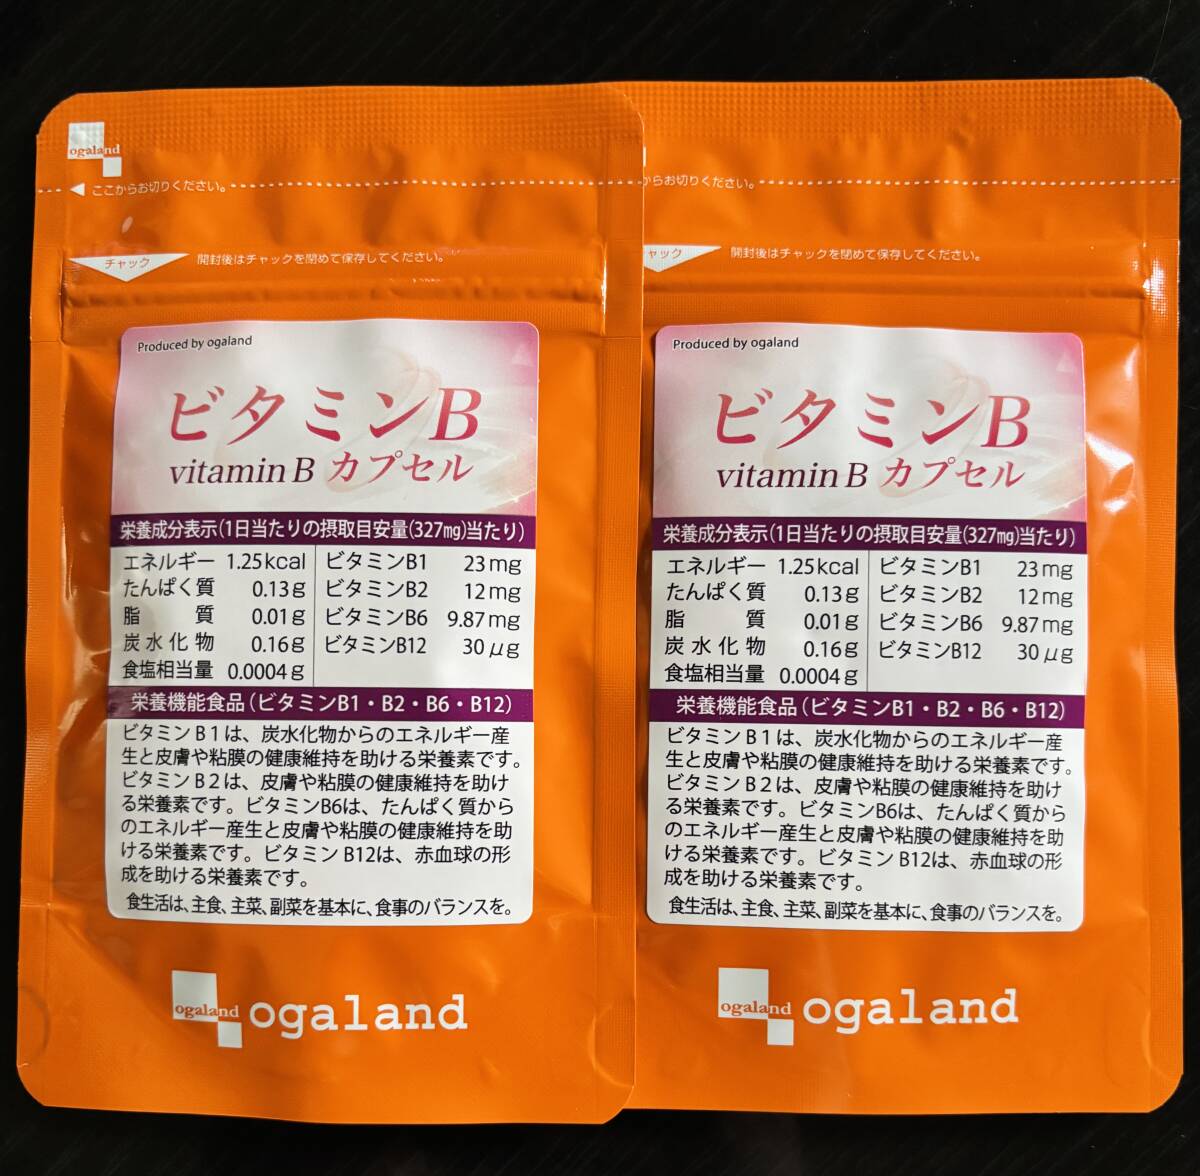 ogaland
ここからお切りください。
チャック
開封後はチャックを閉めて保存してください。
Produced by ogaland
ビタミンB
vitamin B カプセル
栄養成分表示(1日当たりの摂取目安量(327mg)当たり)
エネルギー 1.25kcal ビタミンB1 23mg
たんぱく質 0.13g ビタミンB2 12mg
脂質 0.01g ビタミンB6 9.87mg
炭水化物 0.16g ビタミンB12 30μg
食塩相当量 0.0004g
栄養機能食品(ビタミンB1・B2・B6・B12)
ビタミンB1は、炭水化物からのエネルギー産
生と皮膚や粘膜の健康維持を助ける栄養素です。
ビタミンB2は、皮膚や粘膜の健康維持を助け
る栄養素です。ビタミンB6は、たんぱく質から
のエネルギー産生と皮膚や粘膜の健康維持を助
ける栄養素です。ビタミンB12は、赤血球の形
成を助ける栄養素です。
食生活は、主食、主菜、副菜を基本に、食事のバランスを。
ogaland ogaland
からお切りください。
チャック
開封後はチャックを閉めて保存してください。
Produced by ogaland
ビタミンB
vitamin B カプセル
栄養成分表示(1日当たりの摂取目安量(327mg)当たり)
エネルギー 1.25kcal ビタミンB1 23mg
たんぱく質 0.13g ビタミンB2 12mg
脂質 0.01g ビタミンB6 9.87mg
炭水化物 0.16g ビタミンB12 30μg
食塩相当量 0.0004g
栄養機能食品(ビタミンB1・B2・B6・B12)
ビタミンB1は、炭水化物からのエネルギー産
生と皮膚や粘膜の健康維持を助ける栄養素です。
ビタミンB2は、皮膚や粘膜の健康維持を助け
る栄養素です。ビタミンB6は、たんぱく質から
のエネルギー産生と皮膚や粘膜の健康維持を助
ける栄養素です。ビタミンB12は、赤血球の形
成を助ける栄養素です。
食生活は、主食、主菜、副菜を基本に、食事のバランスを。
ogaland ogaland